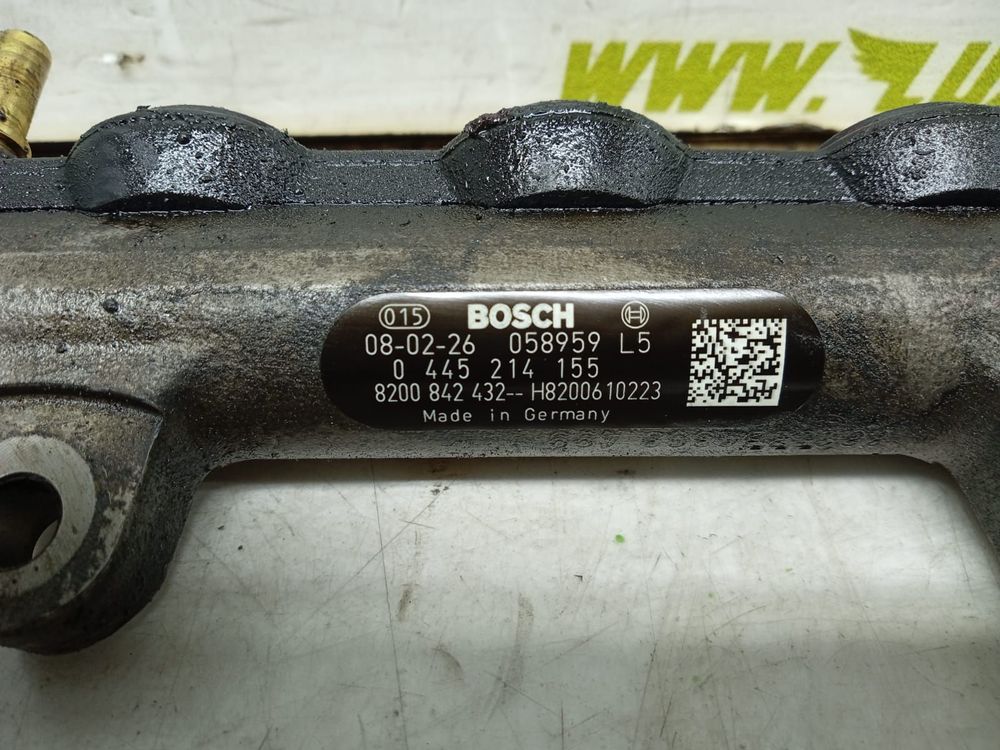 WWW.
015 BOSCH
08-02-26 058959 L5
0 445 214 155
8200 842 432-- H8200610223
Made in Germany